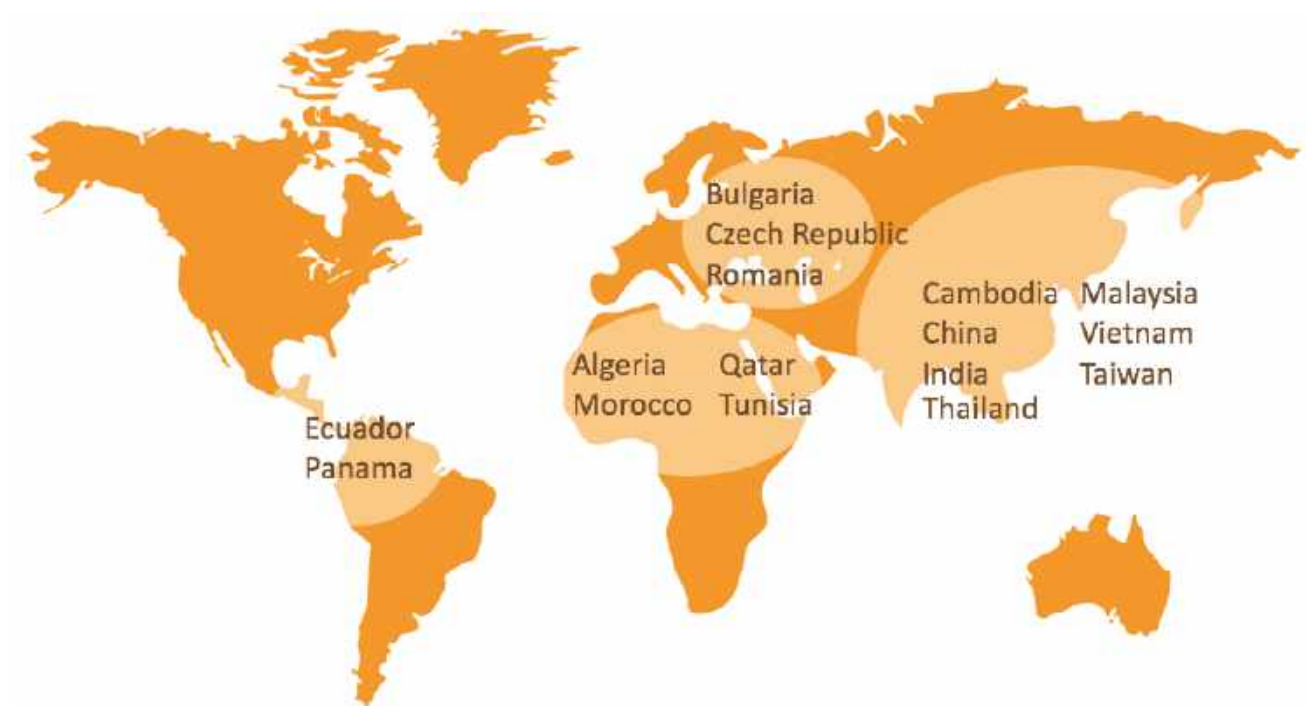 Bulgaria
Czech Republic
Romania
Cambodia Malaysia
China Vietnam
India Taiwan
Thailand
Algeria Qatar
Morocco Tunisia
Ecuador
Panama